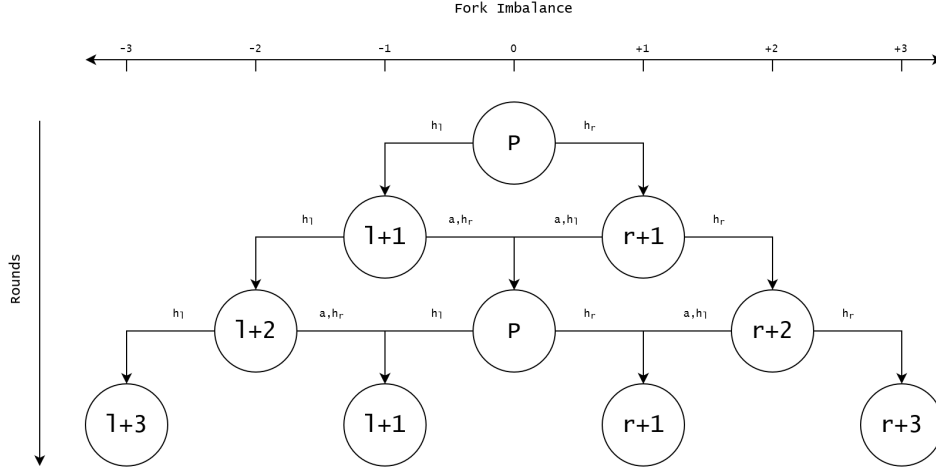 Fork Imbalance
-3 -2 -1 0 +1 +2 +3
hl hr
P
hl a,hr a,hl hr
l+1 r+1
Rounds
hl a,hr hl hr a,hl hr
l+2 P r+2
l+3 l+1 r+1 r+3